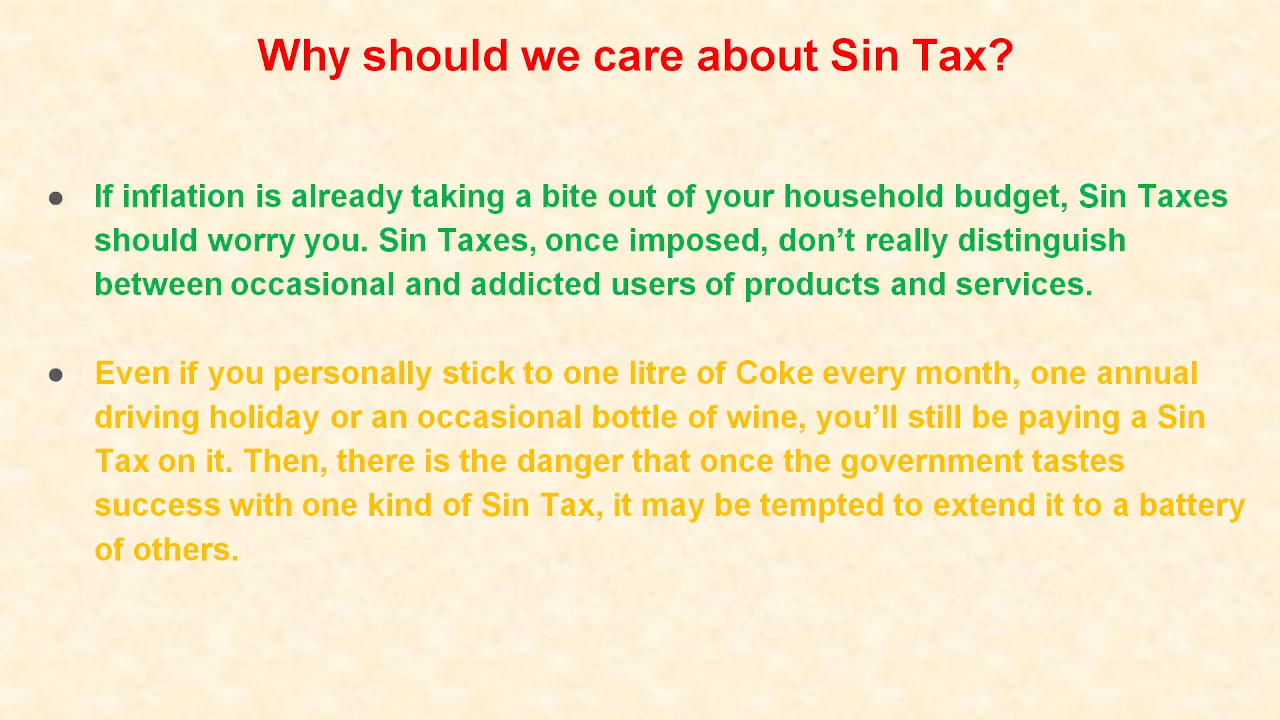 Why should we care about Sin Tax?
● If inflation is already taking a bite out of your household budget, Sin Taxes
should worry you. Sin Taxes, once imposed, don’t really distinguish
between occasional and addicted users of products and services.
● Even if you personally stick to one litre of Coke every month, one annual
driving holiday or an occasional bottle of wine, you’ll still be paying a Sin
Tax on it. Then, there is the danger that once the government tastes
success with one kind of Sin Tax, it may be tempted to extend it to a battery
of others.